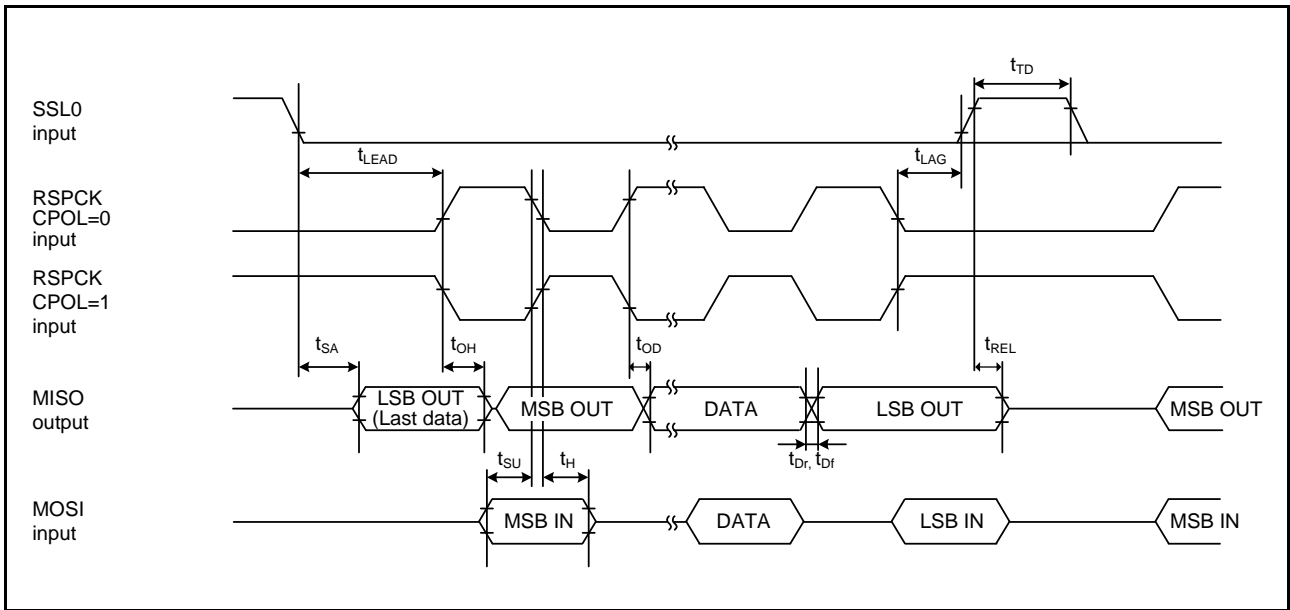 SSL0
input
tTD
tLEAD
tLAG
RSPCK
CPOL=0
input
RSPCK
CPOL=1
input
tSA
tOH
tOD
tREL
MISO
output
LSB OUT
(Last data)
MSB OUT
DATA
LSB OUT
MSB OUT
tSU
tH
tDr, tDf
MOSI
input
MSB IN
DATA
LSB IN
MSB IN